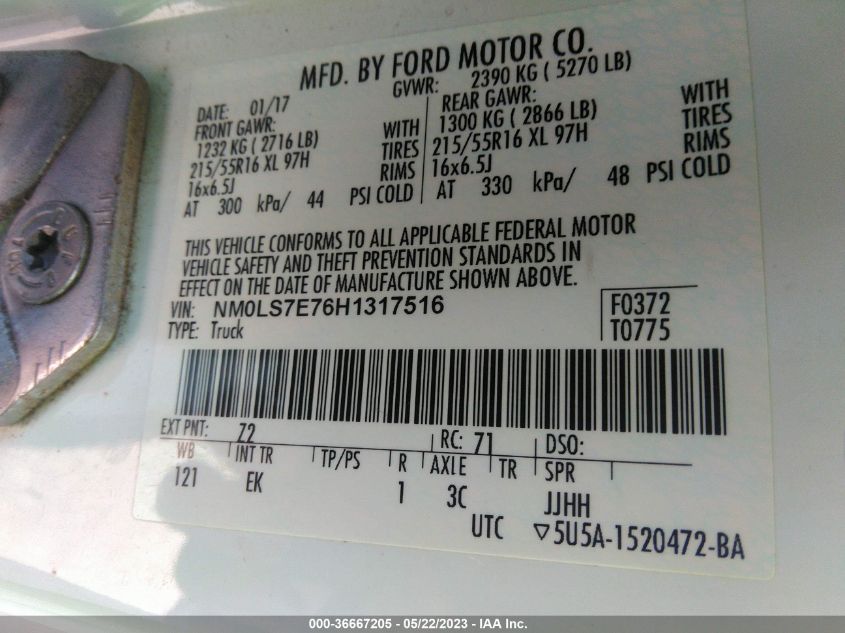 MFD. BY FORD MOTOR CO.
DATE: 01/17 GVWR: 2390 KG ( 5270 LB)
FRONT GAWR: REAR GAWR:
1232 KG ( 2716 LB) WITH 1300 KG ( 2866 LB) WITH
215/55R16 XL 97H TIRES 215/55R16 XL 97H TIRES
16x6.5J RIMS 16x6.5J RIMS
AT 300 kPa/ 44 PSI COLD AT 330 kPa/ 48 PSI COLD
THIS VEHICLE CONFORMS TO ALL APPLICABLE FEDERAL MOTOR
VEHICLE SAFETY AND THEFT PREVENTION STANDARDS IN
EFFECT ON THE DATE OF MANUFACTURE SHOWN ABOVE.
VIN: NM0LS7E76H1317516 F0372
TYPE: Truck T0775
EXT PNT: Z2 RC: 71 DSO:
WB INT TR TP/PS R AXLE TR SPR
121 EK 1 3C JJHH
UTC ▽5U5A-1520472-BA
000-36667205 - 05/22/2023 - IAA Inc.